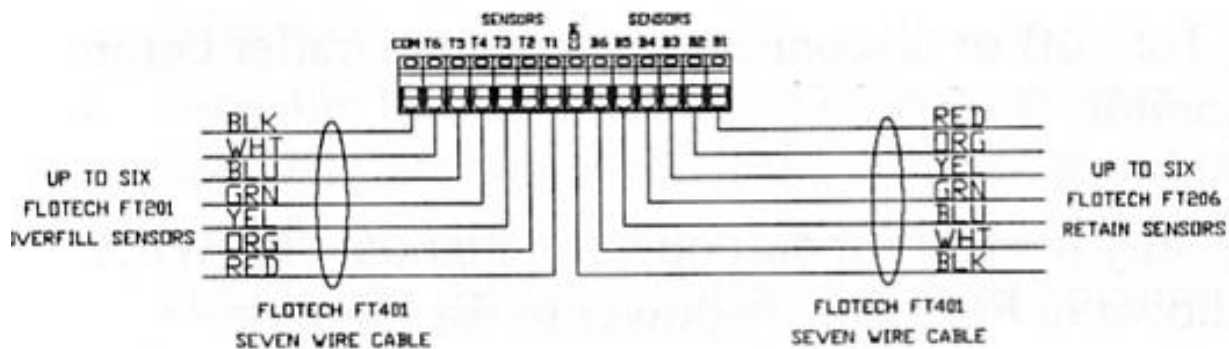 SENSORS SENSORS
COM T6 T5 T4 T3 T2 T1 B6 B5 B4 B3 B2 B1
BLK
WHT
BLU
GRN
YEL
ORG
RED
UP TO SIX
FLOTECH FT201
OVERFILL SENSORS
FLOTECH FT401
SEVEN WIRE CABLE
RED
ORG
YEL
GRN
BLU
WHT
BLK
UP TO SIX
FLOTECH FT206
RETAIN SENSORS
FLOTECH FT401
SEVEN WIRE CABLE